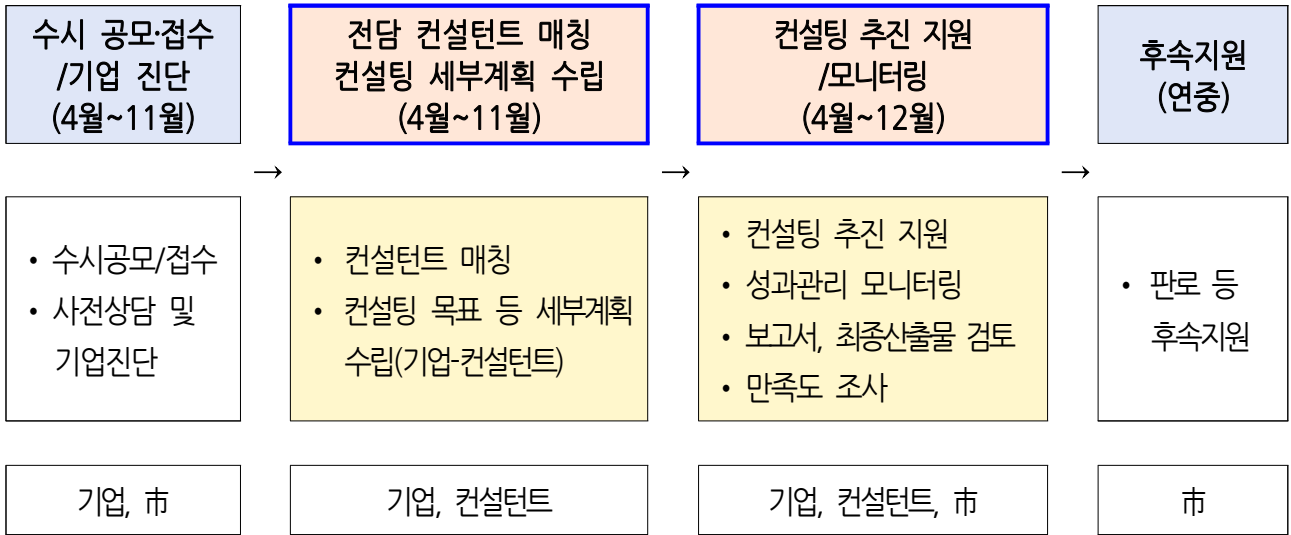 수시 공모·접수
/기업 진단
(4월~11월)
전담 컨설턴트 매칭
컨설팅 세부계획 수립
(4월~11월)
컨설팅 추진 지원
/모니터링
(4월~12월)
후속지원
(연중)
→
→
→
• 수시공모/접수
• 사전상담 및
기업진단
• 컨설턴트 매칭
• 컨설팅 목표 등 세부계획
수립(기업-컨설턴트)
• 컨설팅 추진 지원
• 성과관리 모니터링
• 보고서, 최종산출물 검토
• 만족도 조사
• 판로 등
후속지원
기업, 市
기업, 컨설턴트
기업, 컨설턴트, 市
市